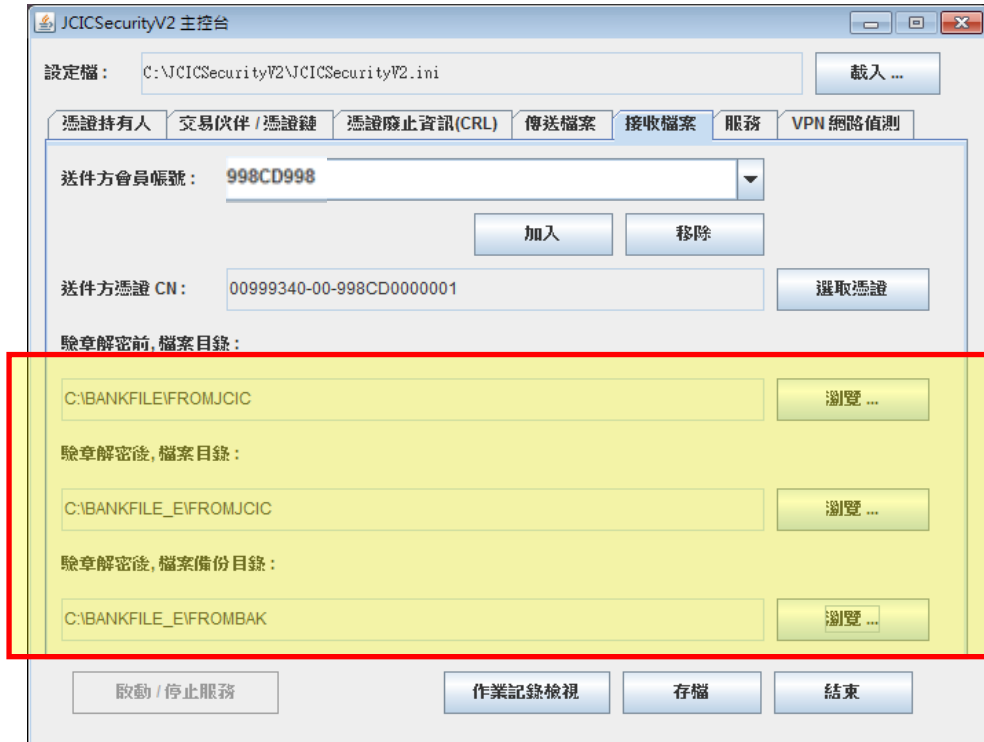 JCICSecurityV2 主控台
設定檔： C:\JCICSecurityV2\JCICSecurityV2.ini 載入 ...
憑證持有人 交易伙伴 / 憑證鏈 憑證廢止資訊(CRL) 傳送檔案 接收檔案 服務 VPN 網路偵測
送件方會員帳號： 998CD998
加入 移除
送件方憑證 CN： 00999340-00-998CD0000001 選取憑證
驗章解密前, 檔案目錄：
C:\BANKFILE\FROMJCIC 瀏覽 ...
驗章解密後, 檔案目錄：
C:\BANKFILE_E\FROMJCIC 瀏覽 ...
驗章解密後, 檔案備份目錄：
C:\BANKFILE_E\FROMBAK 瀏覽 ...
啟動 / 停止服務 作業記錄檢視 存檔 結束